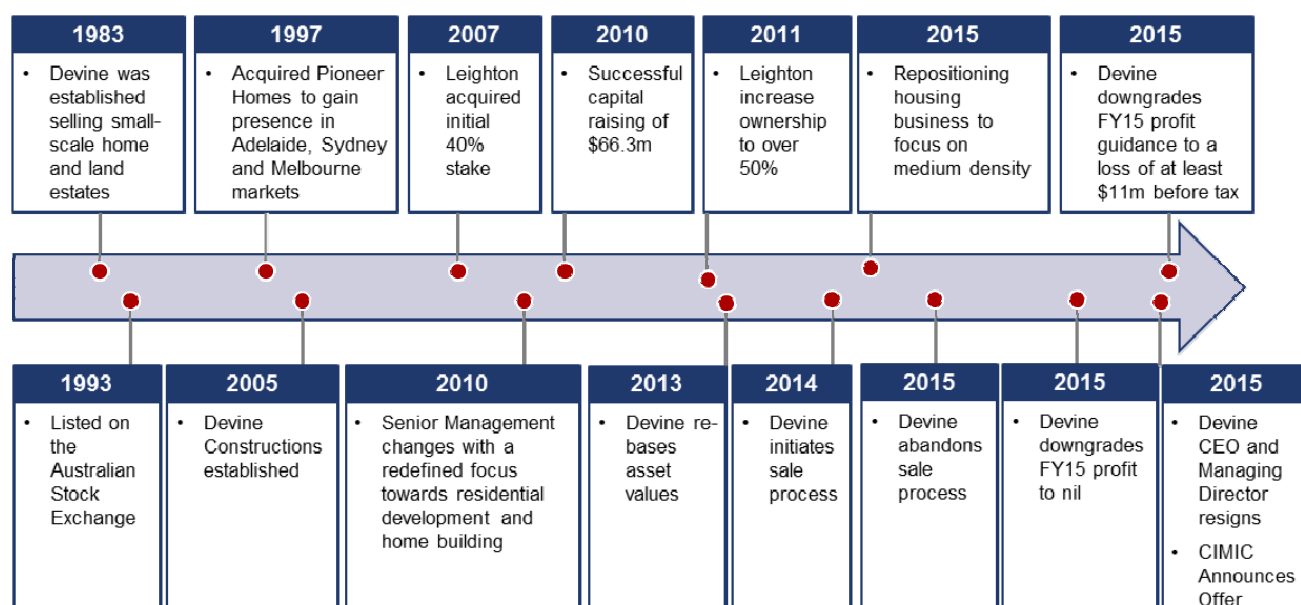 1983
• Devine was
established
selling small-
scale home
and land
estates
1997
• Acquired Pioneer
Homes to gain
presence in
Adelaide, Sydney
and Melbourne
markets
2007
• Leighton
acquired
initial
40%
stake
2010
• Successful
capital
raising of
$66.3m
2011
• Leighton
increase
ownership
to over
50%
2015
• Repositioning
housing
business to
focus on
medium density
2015
• Devine
downgrades
FY15 profit
guidance to a
loss of at least
$11m before tax
1993
• Listed on
the
Australian
Stock
Exchange
2005
• Devine
Constructions
established
2010
• Senior Management
changes with a
redefined focus
towards residential
development and
home building
2013
• Devine re-
bases
asset
values
2014
• Devine
initiates
sale
process
2015
• Devine
abandons
sale
process
2015
• Devine
downgrades
FY15 profit
to nil
2015
• Devine
CEO and
Managing
Director
resigns
• CIMIC
Announces
Offer